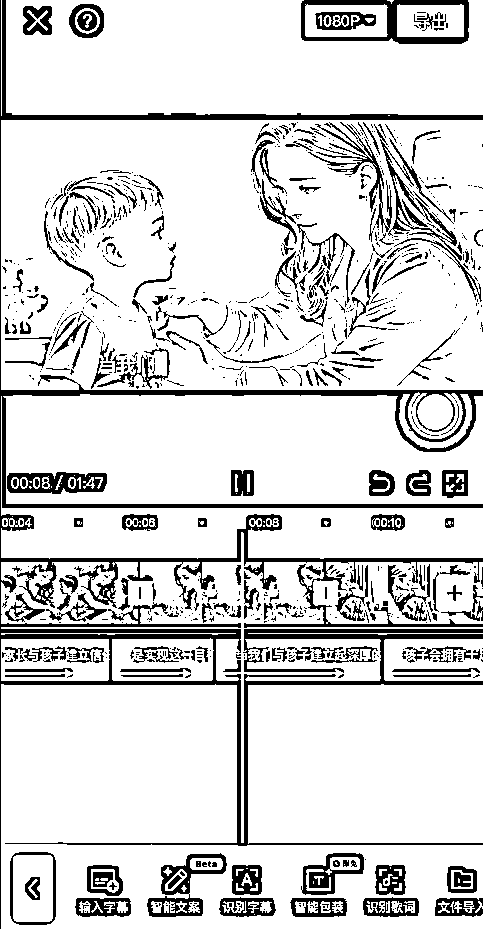 1080P
导出
当我们
00:08 / 01:47
00:04
00:06
00:08
00:10
家长与孩子建立信
是实现这一目
当我们与孩子建立起深厚
孩子会拥有
Beta
限免
输入字幕
智能文案
识别字幕
智能包装
识别歌词
文件导入